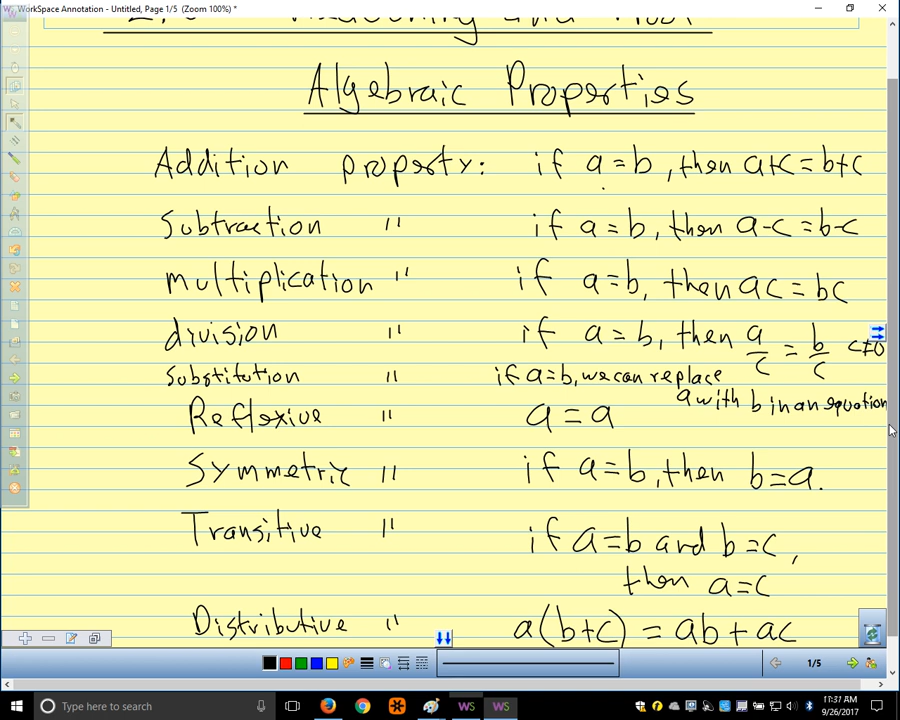 WorkSpace Annotation - Untitled, Page 1/5 (Zoom 100%) *
Algebraic Properties
Addition property: if a=b, then a+c=b+c
Subtraction " if a=b, then a-c=b-c
multiplication " if a=b, then ac=bc
division " if a=b, then a/c = b/c c≠0
Substitution " if a=b, we can replace
a with b in an equation
Reflexive " a=a
Symmetric " if a=b, then b=a.
Transitive " if a=b and b=c,
then a=c
Distributive " a(b+c) = ab+ac
1/5
Type here to search
WS WS
11:37 AM
9/26/2017